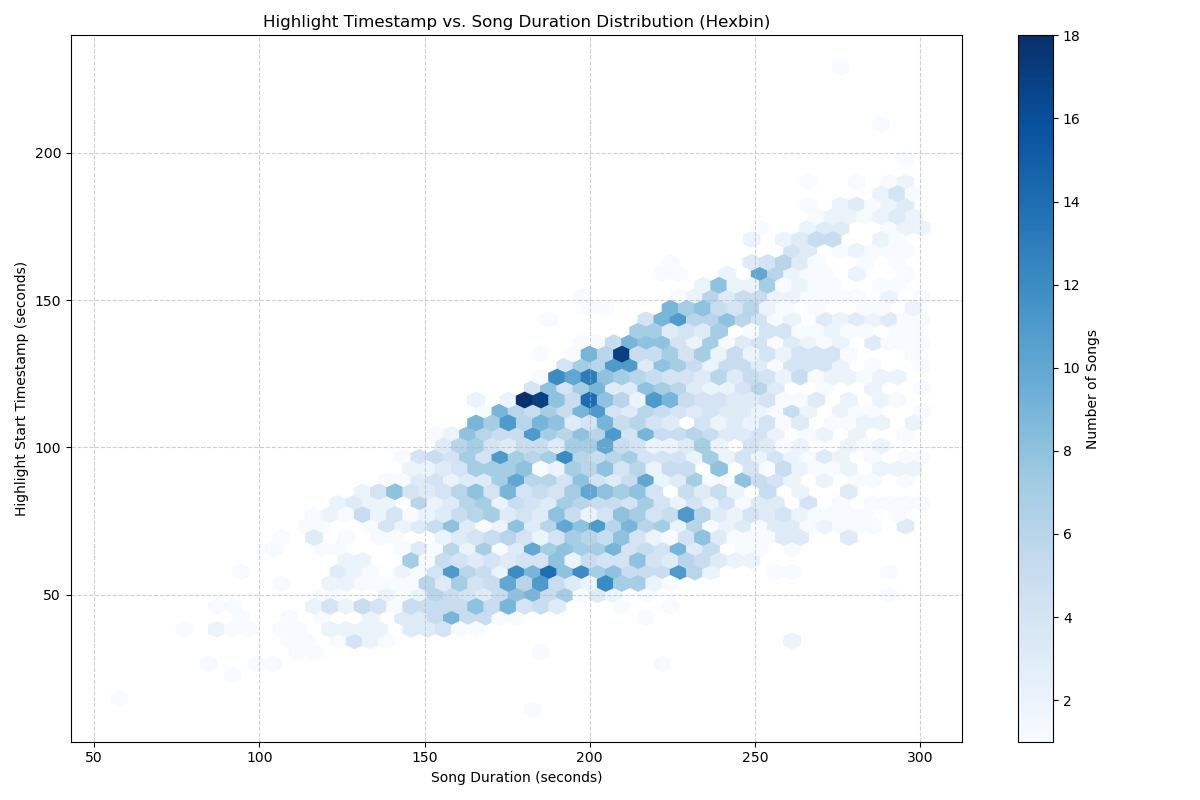 Highlight Timestamp vs. Song Duration Distribution (Hexbin)
Highlight Start Timestamp (seconds)
200
150
100
50
50 100 150 200 250 300
Song Duration (seconds)
18
16
14
12
10
8
6
4
2
Number of Songs